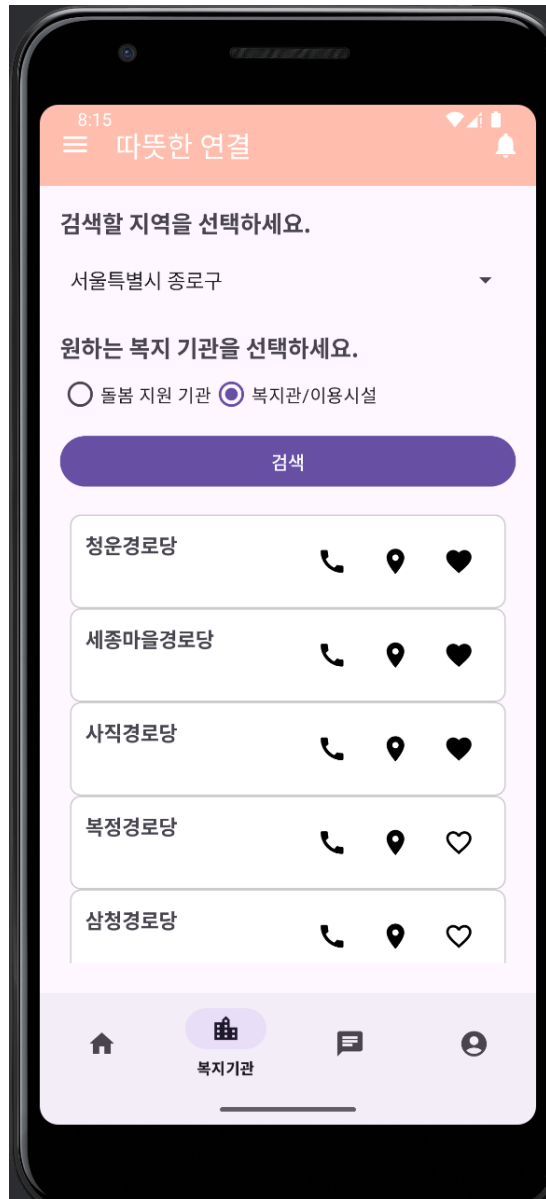 8:15
따뜻한 연결
검색할 지역을 선택하세요.
서울특별시 종로구
원하는 복지 기관을 선택하세요.
돌봄 지원 기관 복지관/이용시설
검색
청운경로당
세종마을경로당
사직경로당
복정경로당
삼청경로당
복지기관